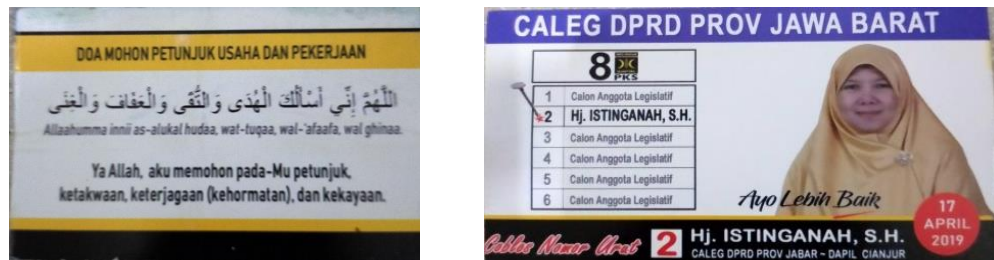 DOA MOHON PETUNJUK USAHA DAN PEKERJAAN
اللَّهُمَّ إِنِّي أَسْأَلُكَ الْهُدَى وَ التُّقَى وَ الْعَفَافَ وَ الْغِنَى
Allaahumma innii as-alukal hudaa, wat-tuqaa, wal-'afaafa, wal ghinaa.
Ya Allah, aku memohon pada-Mu petunjuk,
ketakwaan, keterjagaan (kehormatan), dan kekayaan.
CALEG DPRD PROV JAWA BARAT
8 PKS
1 Calon Anggota Legislatif
2 Hj. ISTINGANAH, S.H.
3 Calon Anggota Legislatif
4 Calon Anggota Legislatif
5 Calon Anggota Legislatif
6 Calon Anggota Legislatif
Ayo Lebih Baik
17
APRIL
2019
Coblos Nomor Urut 2 Hj. ISTINGANAH, S.H.
CALEG DPRD PROV JABAR - DAPIL CIANJUR